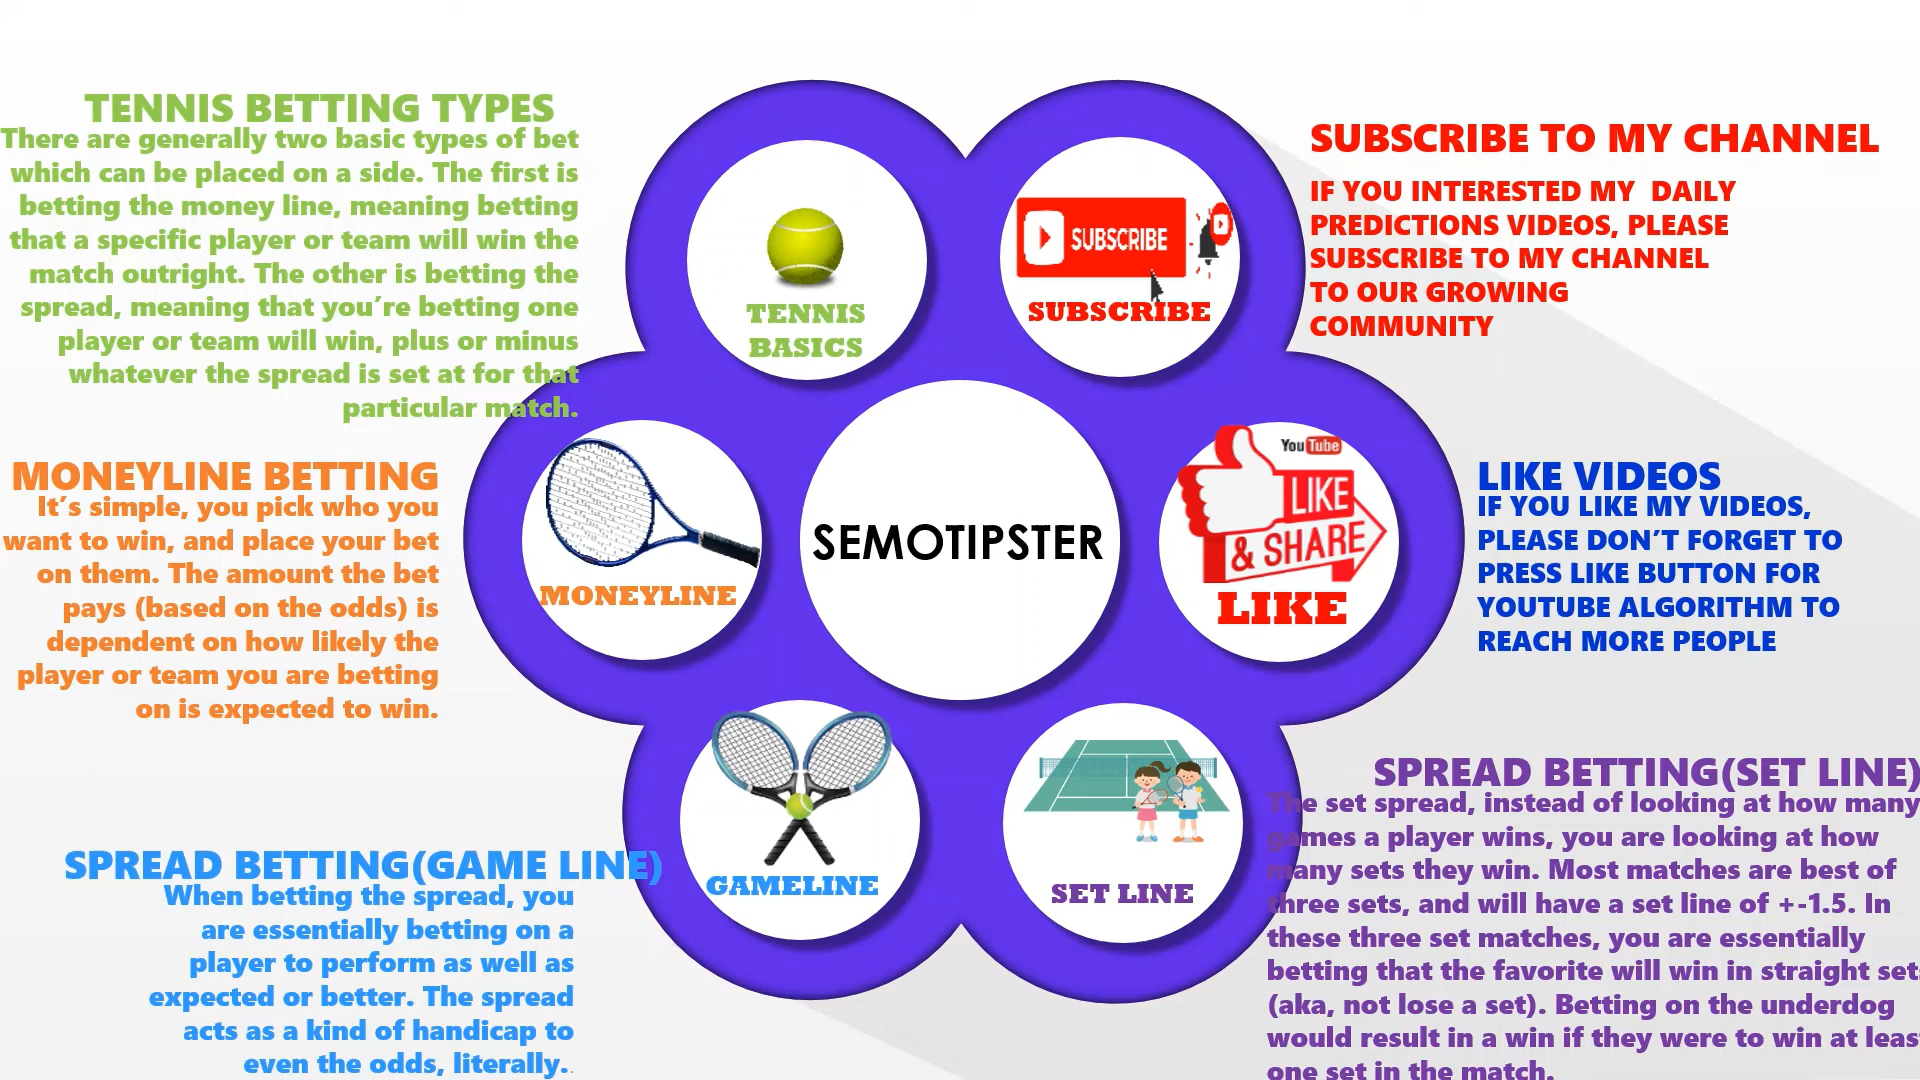 TENNIS BETTING TYPES
There are generally two basic types of bet
which can be placed on a side. The first is
betting the money line, meaning betting
that a specific player or team will win the
match outright. The other is betting the
spread, meaning that you’re betting one
player or team will win, plus or minus
whatever the spread is set at for that
particular match.
MONEYLINE BETTING
It’s simple, you pick who you
want to win, and place your bet
on them. The amount the bet
pays (based on the odds) is
dependent on how likely the
player or team you are betting
on is expected to win.
SPREAD BETTING(GAME LINE)
When betting the spread, you
are essentially betting on a
player to perform as well as
expected or better. The spread
acts as a kind of handicap to
even the odds, literally..
TENNIS
BASICS
SUBSCRIBE
SUBSCRIBE
MONEYLINE
SEMOTIPSTER
YouTube
LIKE
& SHARE
LIKE
GAMELINE
SET LINE
SUBSCRIBE TO MY CHANNEL
IF YOU INTERESTED MY DAILY
PREDICTIONS VIDEOS, PLEASE
SUBSCRIBE TO MY CHANNEL
TO OUR GROWING
COMMUNITY
LIKE VIDEOS
IF YOU LIKE MY VIDEOS,
PLEASE DON’T FORGET TO
PRESS LIKE BUTTON FOR
YOUTUBE ALGORITHM TO
REACH MORE PEOPLE
SPREAD BETTING(SET LINE)
The set spread, instead of looking at how many
games a player wins, you are looking at how
many sets they win. Most matches are best of
three sets, and will have a set line of +-1.5. In
these three set matches, you are essentially
betting that the favorite will win in straight sets
(aka, not lose a set). Betting on the underdog
would result in a win if they were to win at least
one set in the match.